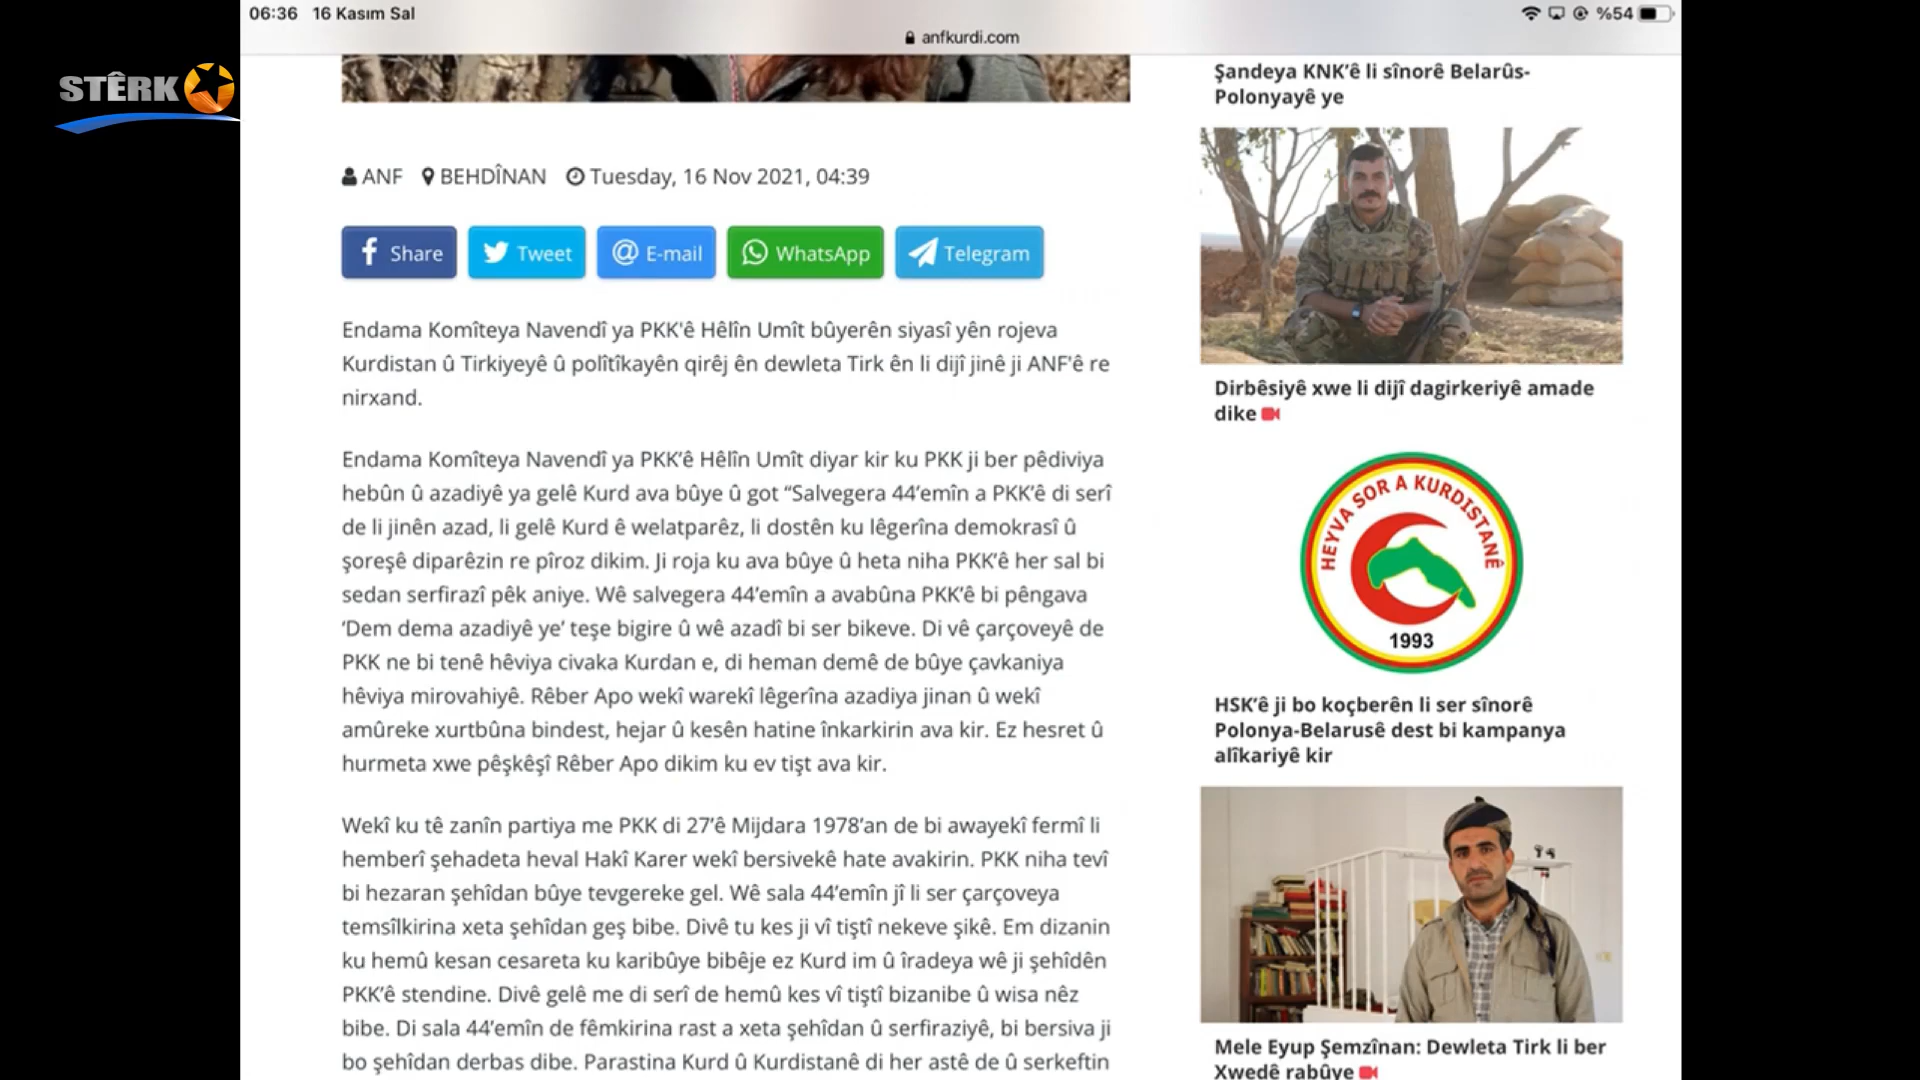 06:36 16 Kasım Sal
%54
anfkurdi.com
STÊRK
ANF BEHDÎNAN Tuesday, 16 Nov 2021, 04:39
Share Tweet E-mail WhatsApp Telegram
Endama Komîteya Navendî ya PKK'ê Hêlîn Umît bûyerên siyasî yên rojeva
Kurdistan û Tirkiyeyê û polîtîkayên qirêj ên dewleta Tirk ên li dijî jinê ji ANF'ê re
nirxand.
Endama Komîteya Navendî ya PKK’ê Hêlîn Umît diyar kir ku PKK ji ber pêdiviya
hebûn û azadiyê ya gelê Kurd ava bûye û got “Salvegera 44’emîn a PKK’ê di serî
de li jinên azad, li gelê Kurd ê welatparêz, li dostên ku lêgerîna demokrasî û
şoreşê diparêzin re pîroz dikim. Ji roja ku ava bûye û heta niha PKK’ê her sal bi
sedan serfirazî pêk aniye. Wê salvegera 44’emîn a avabûna PKK’ê bi pêngava
‘Dem dema azadiyê ye’ teşe bigire û wê azadî bi ser bikeve. Di vê çarçoveyê de
PKK ne bi tenê hêviya civaka Kurdan e, di heman demê de bûye çavkaniya
hêviya mirovahiyê. Rêber Apo wekî warekî lêgerîna azadiya jinan û wekî
amûreke xurtbûna bindest, hejar û kesên hatine înkarkirin ava kir. Ez hesret û
hurmeta xwe pêşkêşî Rêber Apo dikim ku ev tişt ava kir.
Wekî ku tê zanîn partiya me PKK di 27’ê Mijdara 1978’an de bi awayekî fermî li
hemberî şehadeta heval Hakî Karer wekî bersivekê hate avakirin. PKK niha tevî
bi hezaran şehîdan bûye tevgereke gel. Wê sala 44’emîn jî li ser çarçoveya
temsîlkirina xeta şehîdan geş bibe. Divê tu kes ji vî tiştî nekeve şikê. Em dizanin
ku hemû kesan cesareta ku karibûye bibêje ez Kurd im û îradeya wê ji şehîdên
PKK’ê stendine. Divê gelê me di serî de hemû kes vî tiştî bizanibe û wisa nêz
bibe. Di sala 44’emîn de fêmkirina rast a xeta şehîdan û serfiraziyê, bi bersiva ji
bo şehîdan derbas dibe. Parastina Kurd û Kurdistanê di her astê de û serkeftin
Şandeya KNK’ê li sînorê Belarûs-
Polonyayê ye
Dirbêsiyê xwe li dijî dagirkeriyê amade
dike
HEYVA SOR A KURDISTANÊ
1993
HSK’ê ji bo koçberên li ser sînorê
Polonya-Belarusê dest bi kampanya
alîkariyê kir
Mele Eyup Şemzînan: Dewleta Tirk li ber
Xwedê rabûye